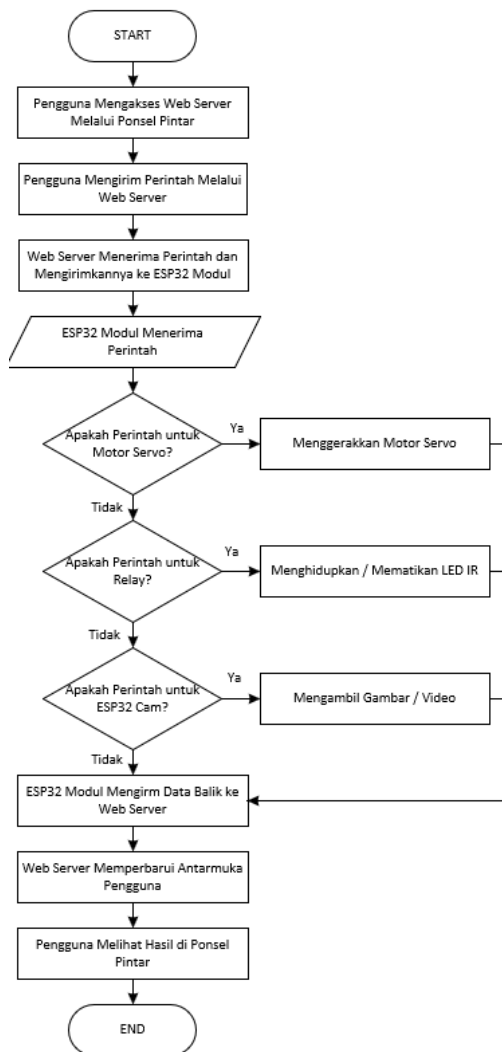 START
Pengguna Mengakses Web Server
Melalui Ponsel Pintar
Pengguna Mengirim Perintah Melalui
Web Server
Web Server Menerima Perintah dan
Mengirimkannya ke ESP32 Modul
ESP32 Modul Menerima
Perintah
Apakah Perintah untuk
Motor Servo?
Ya
Menggerakkan Motor Servo
Tidak
Apakah Perintah untuk
Relay?
Ya
Menghidupkan / Mematikan LED IR
Tidak
Apakah Perintah untuk
ESP32 Cam?
Ya
Mengambil Gambar / Video
Tidak
ESP32 Modul Mengirm Data Balik ke
Web Server
Web Server Memperbarui Antarmuka
Pengguna
Pengguna Melihat Hasil di Ponsel
Pintar
END